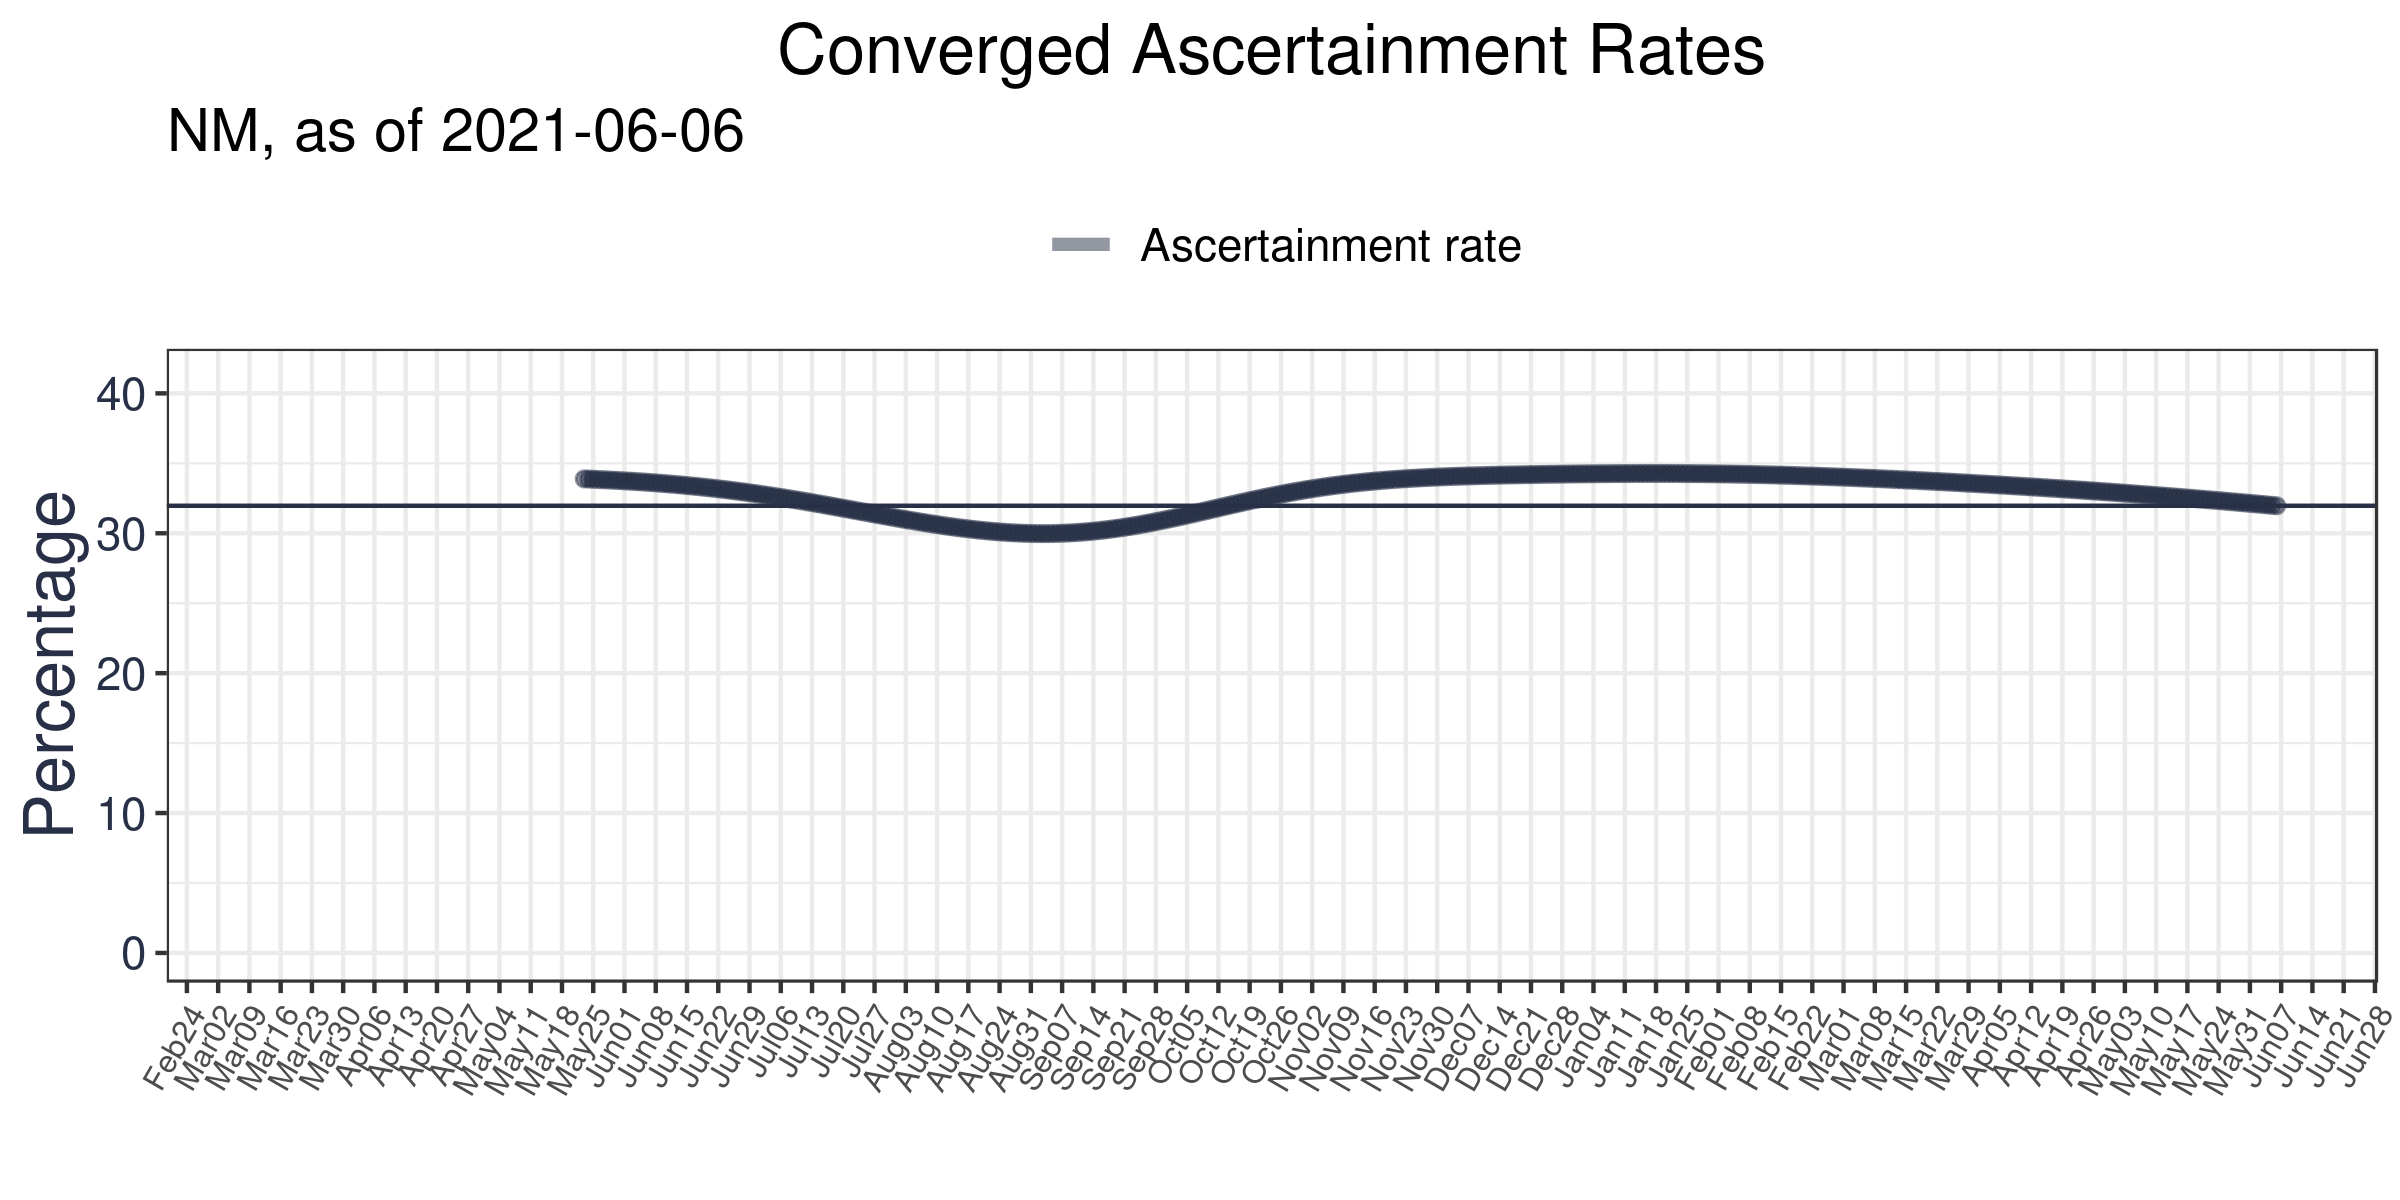 Converged Ascertainment Rates
NM, as of 2021-06-06
Ascertainment rate
Percentage
40
30
20
10
0
Feb24
Mar02
Mar09
Mar16
Mar23
Mar30
Apr06
Apr13
Apr20
Apr27
May04
May11
May18
May25
Jun01
Jun08
Jun15
Jun22
Jun29
Jul06
Jul13
Jul20
Jul27
Aug03
Aug10
Aug17
Aug24
Aug31
Sep07
Sep14
Sep21
Sep28
Oct05
Oct12
Oct19
Oct26
Nov02
Nov09
Nov16
Nov23
Nov30
Dec07
Dec14
Dec21
Dec28
Jan04
Jan11
Jan18
Jan25
Feb01
Feb08
Feb15
Feb22
Mar01
Mar08
Mar15
Mar22
Mar29
Apr05
Apr12
Apr19
Apr26
May03
May10
May17
May24
May31
Jun07
Jun14
Jun21
Jun28